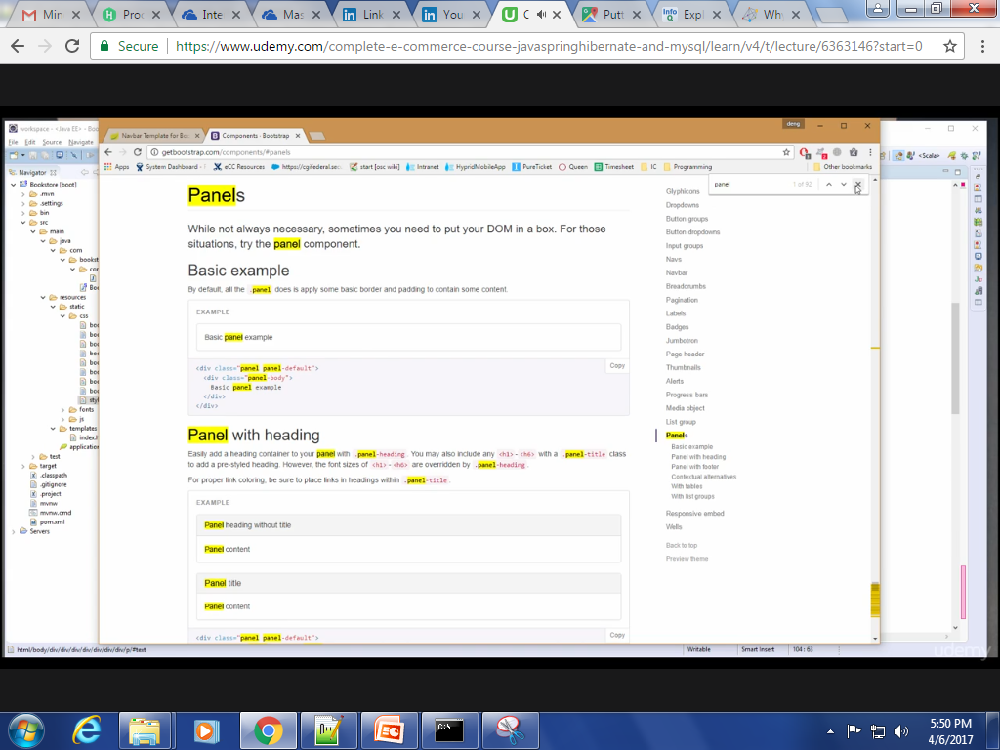 Min
Pro
Inte
Mas
Link
You
C
Putt
Expl
Why
Secure
https://www.udemy.com/complete-e-commerce-course-javaspringhibernate-and-mysql/learn/v4/t/lecture/6363146?start=0
workspace - <Java EE> - Boo
Navbar Template for Bo
Components · Bootstrap
deng
File Edit Source Navigate
getbootstrap.com/components/#panels
Apps System Dashboard - eCC Resources https://cgifederal.sec start [osc wiki] Intranet HypridMobileApp PureTicket Queen Timesheet IC Programming Other bookmarks
<Scala>
Navigator
Bookstore [boot]
.mvn
.settings
bin
src
main
java
com
bookst
cor
Boo
resources
static
css
boo
boo
boo
boo
boo
boo
boo
boo
styl
fonts
js
templates
index.h
application
test
target
.classpath
.gitignore
.project
mvnw
mvnw.cmd
pom.xml
Servers
panel 1 of 92
Panels
While not always necessary, sometimes you need to put your DOM in a box. For those
situations, try the panel component.
Basic example
By default, all the .panel does is apply some basic border and padding to contain some content.
EXAMPLE
Basic panel example
Copy
<div class="panel panel-default">
<div class="panel-body">
Basic panel example
</div>
</div>
Panel with heading
Easily add a heading container to your panel with .panel-heading. You may also include any <h1>-<h6> with a .panel-title class
to add a pre-styled heading. However, the font sizes of <h1>-<h6> are overridden by .panel-heading.
For proper link coloring, be sure to place links in headings within .panel-title.
EXAMPLE
Panel heading without title
Panel content
Panel title
Panel content
Copy
<div class="panel panel-default">
Glyphicons
Dropdowns
Button groups
Button dropdowns
Input groups
Navs
Navbar
Breadcrumbs
Pagination
Labels
Badges
Jumbotron
Page header
Thumbnails
Alerts
Progress bars
Media object
List group
Panels
Basic example
Panel with heading
Panel with footer
Contextual alternatives
With tables
With list groups
Responsive embed
Wells
Back to top
Preview theme
html/body/div/div/div/div/div/div/div/p/#text
Writable
Smart Insert
104 : 63
udemy
5:50 PM
4/6/2017